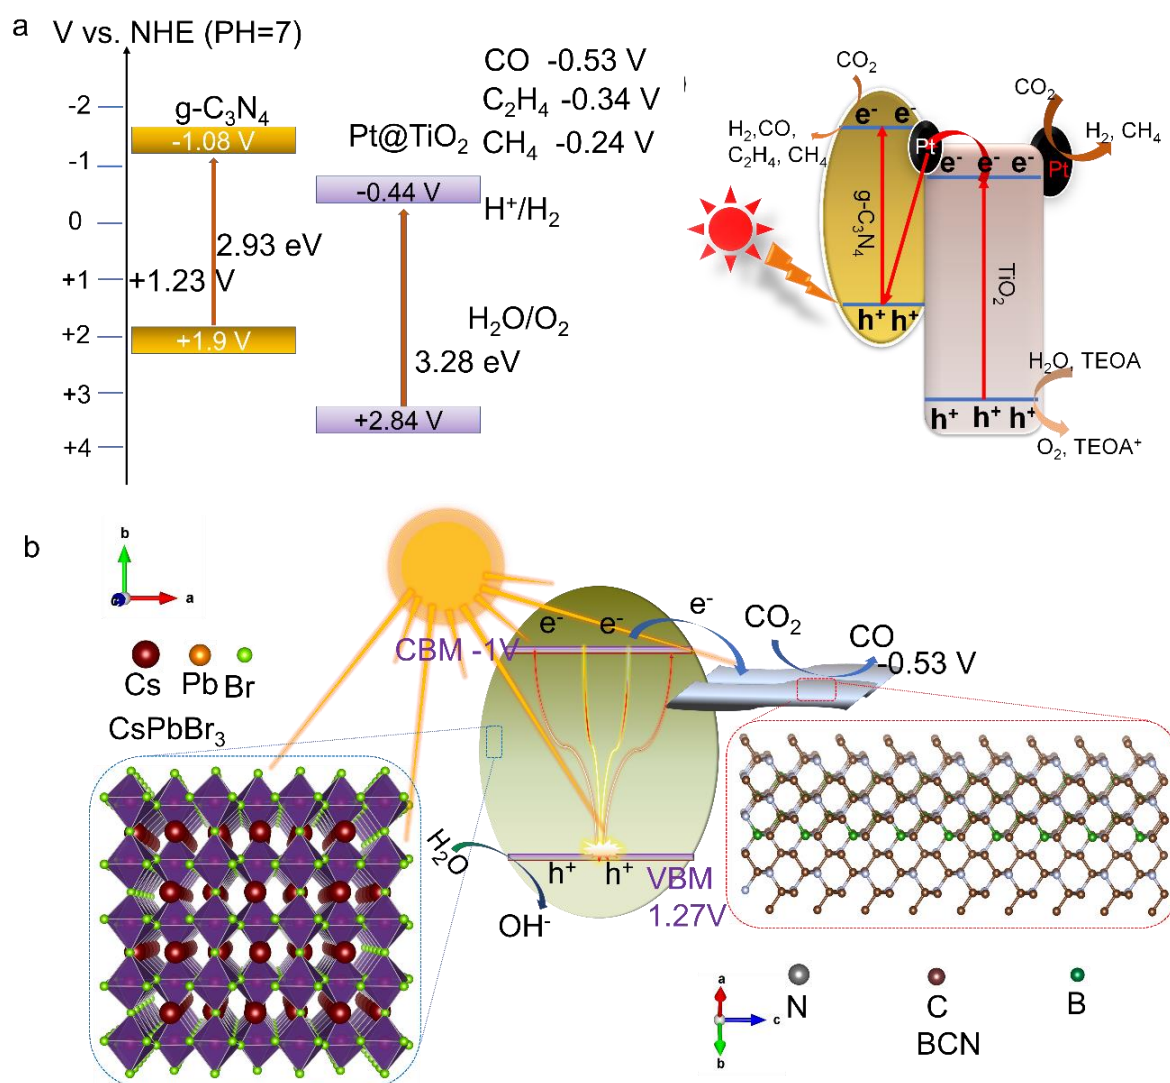 a
V vs. NHE (PH=7)
-2
-1
0
+1
+2
+3
+4
g-C₃N₄
-1.08 V
2.93 eV
+1.23 V
+1.9 V
Pt@TiO₂
-0.44 V
3.28 eV
+2.84 V
CO -0.53 V
C₂H₄ -0.34 V
CH₄ -0.24 V
H⁺/H₂
H₂O/O₂
CO₂
H₂,CO,
C₂H₄, CH₄
e⁻ e⁻
g-C₃N₄
h⁺ h⁺
Pt
e⁻ e⁻ e⁻
TiO₂
h⁺ h⁺ h⁺
Pt
CO₂
H₂, CH₄
H₂O, TEOA
O₂, TEOA⁺
b
b
a
Cs Pb Br
CsPbBr₃
CBM -1V
e⁻ e⁻
e⁻
CO₂
CO
-0.53 V
H₂O
OH⁻
h⁺ h⁺
VBM
1.27V
a
c
b
N C B
BCN